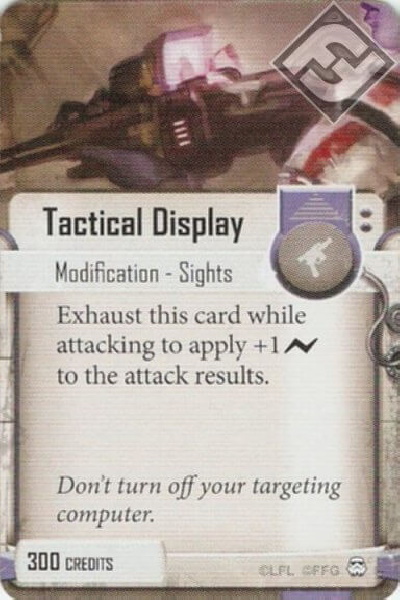 Tactical Display
Modification - Sights
Exhaust this card while
attacking to apply +1
to the attack results.
Don't turn off your targeting
computer.
300 CREDITS
©LFL ©FFG